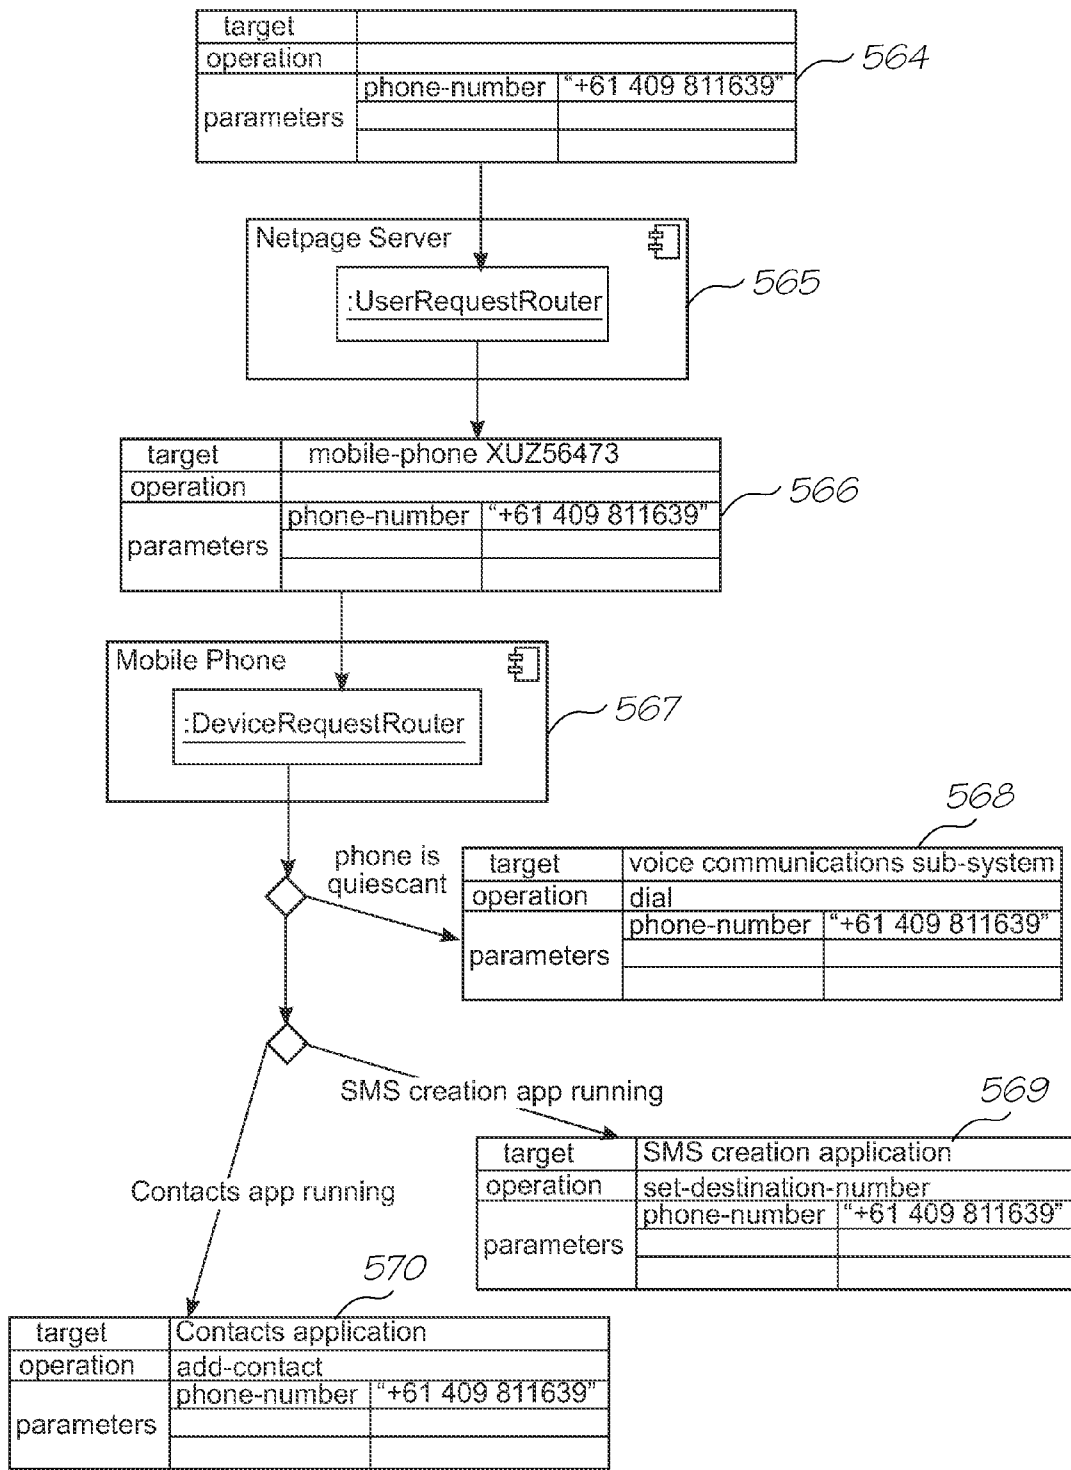 target
operation
564
phone-number "+61 409 811639"
parameters
Netpage Server
565
:UserRequestRouter
target mobile-phone XUZ56473
operation
566
phone-number "+61 409 811639"
parameters
Mobile Phone
567
:DeviceRequestRouter
568
phone is
quiescant
target voice communications sub-system
operation dial
phone-number "+61 409 811639"
parameters
SMS creation app running
569
target SMS creation application
operation set-destination-number
phone-number "+61 409 811639"
parameters
Contacts app running
570
target Contacts application
operation add-contact
phone-number "+61 409 811639"
parameters